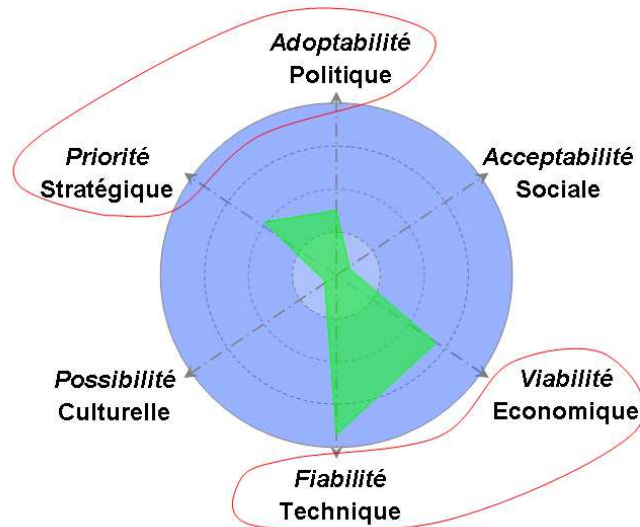 Adoptabilité
Politique
Priorité
Stratégique
Acceptabilité
Sociale
Possibilité
Culturelle
Viabilité
Economique
Fiabilité
Technique